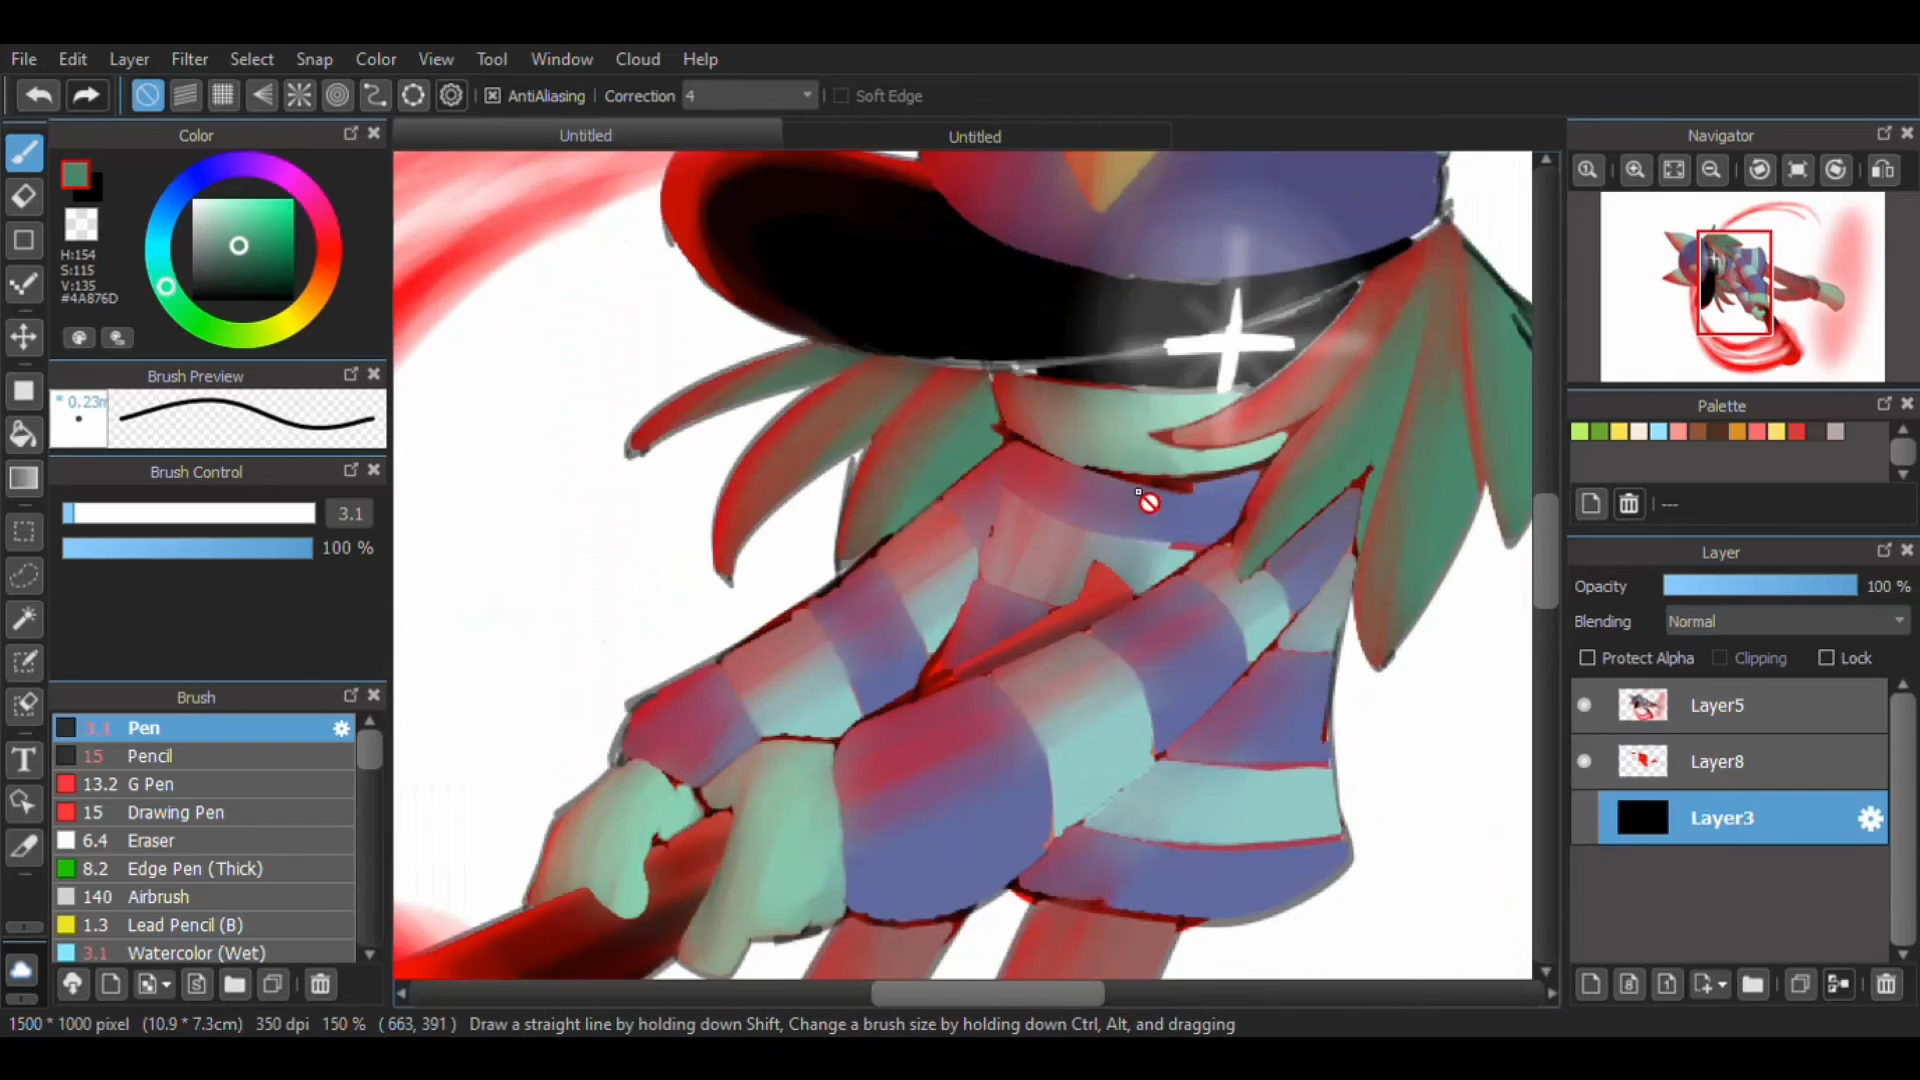 File Edit Layer Filter Select Snap Color View Tool Window Cloud Help
AntiAliasing Correction 4 Soft Edge
Color
Untitled
Untitled
Navigator
H:154
S:115
V:135
#4A876D
Brush Preview
* 0.23m
Brush Control
3.1
100 %
Brush
3.1 Pen
15 Pencil
13.2 G Pen
15 Drawing Pen
6.4 Eraser
8.2 Edge Pen (Thick)
140 Airbrush
1.3 Lead Pencil (B)
3.1 Watercolor (Wet)
Palette
---
Layer
Opacity 100 %
Blending Normal
Protect Alpha Clipping Lock
Layer5
Layer8
Layer3
1500 * 1000 pixel (10.9 * 7.3cm) 350 dpi 150 % ( 663, 391 ) Draw a straight line by holding down Shift, Change a brush size by holding down Ctrl, Alt, and dragging